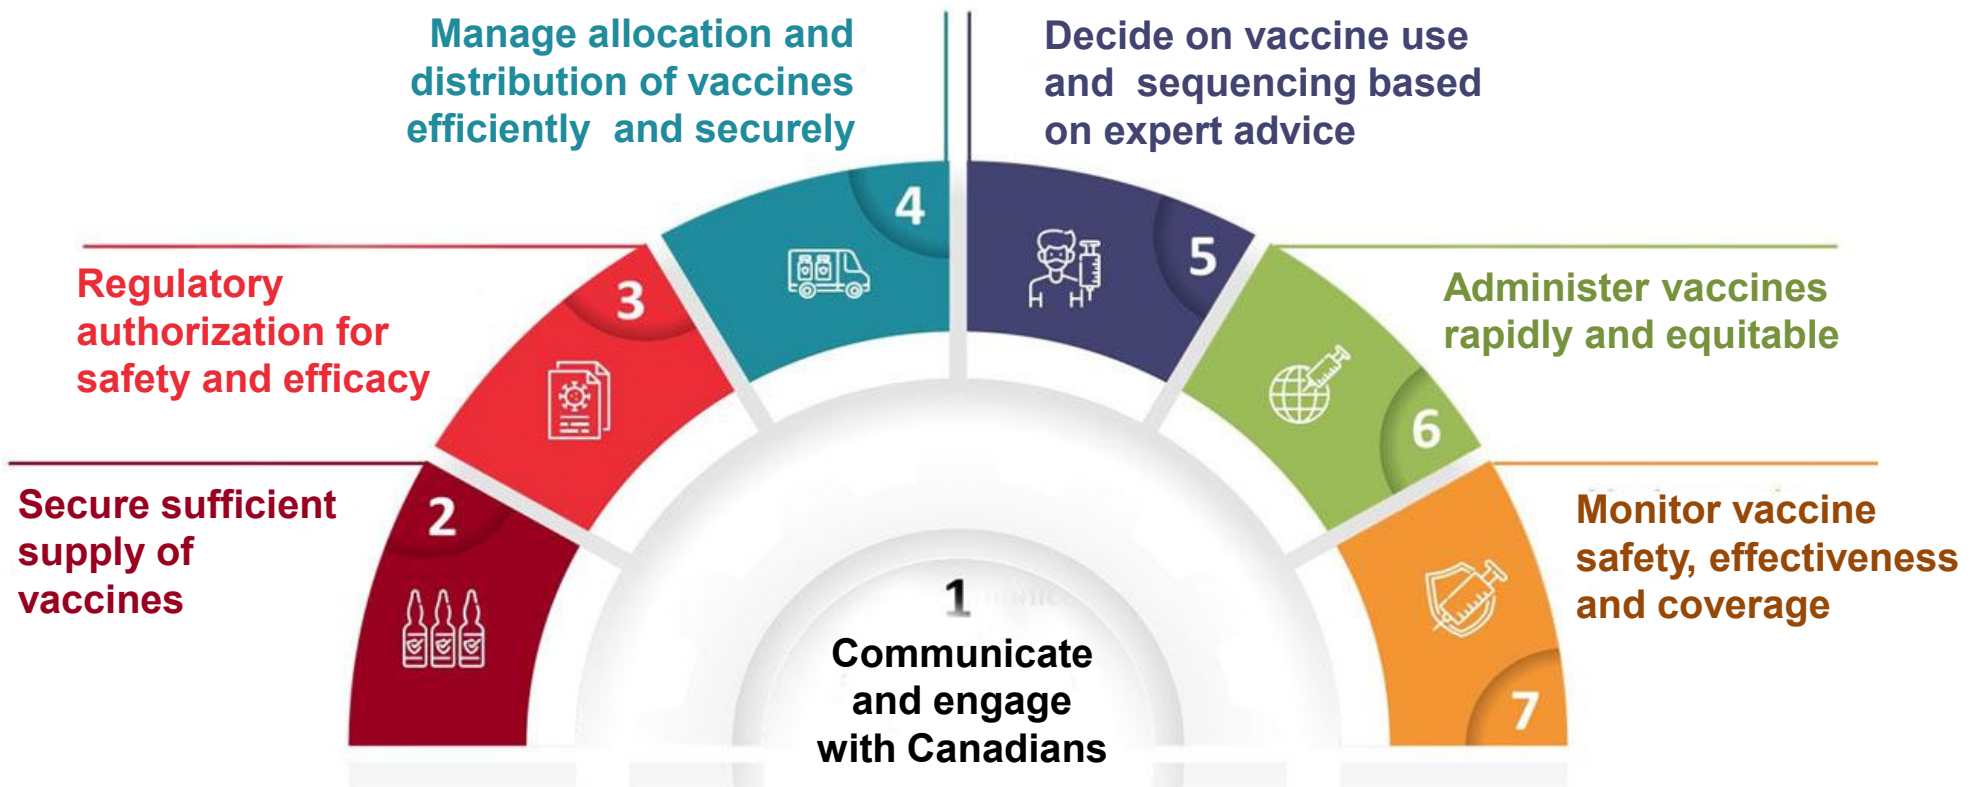 1
Communicate
and engage
with Canadians
2
Secure sufficient
supply of
vaccines
3
Regulatory
authorization for
safety and efficacy
4
Manage allocation and
distribution of vaccines
efficiently  and securely
5
Decide on vaccine use
and  sequencing based
on expert advice
6
Administer vaccines
rapidly and equitable
7
Monitor vaccine
safety, effectiveness
and coverage